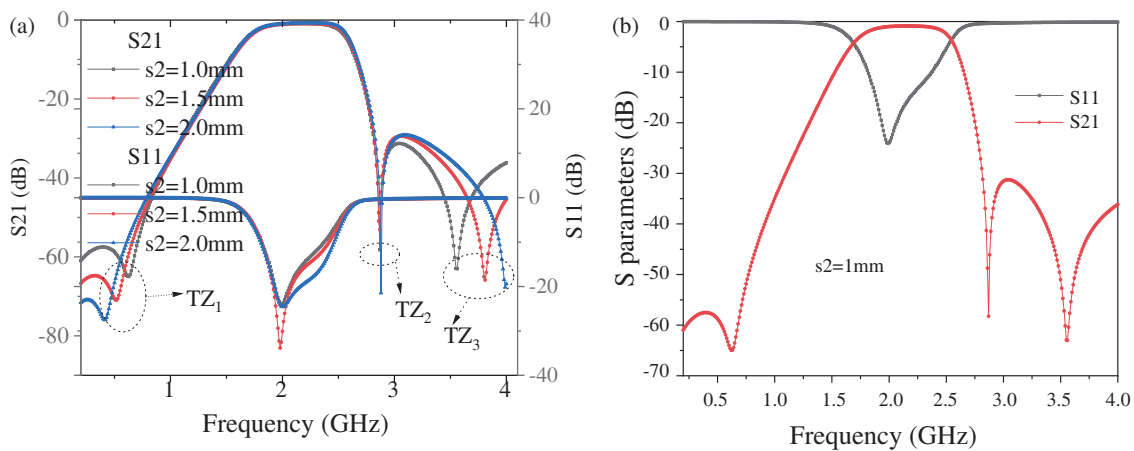 (a)
0
-20
-40
-60
-80
S21 (dB)
S21
s2=1.0mm
s2=1.5mm
s2=2.0mm
S11
s2=1.0mm
s2=1.5mm
s2=2.0mm
TZ1
TZ2
TZ3
40
20
0
-20
-40
S11 (dB)
1 2 3 4
Frequency (GHz)
(b)
0
-10
-20
-30
-40
-50
-60
-70
S parameters (dB)
S11
S21
s2=1mm
0.5 1.0 1.5 2.0 2.5 3.0 3.5 4.0
Frequency (GHz)